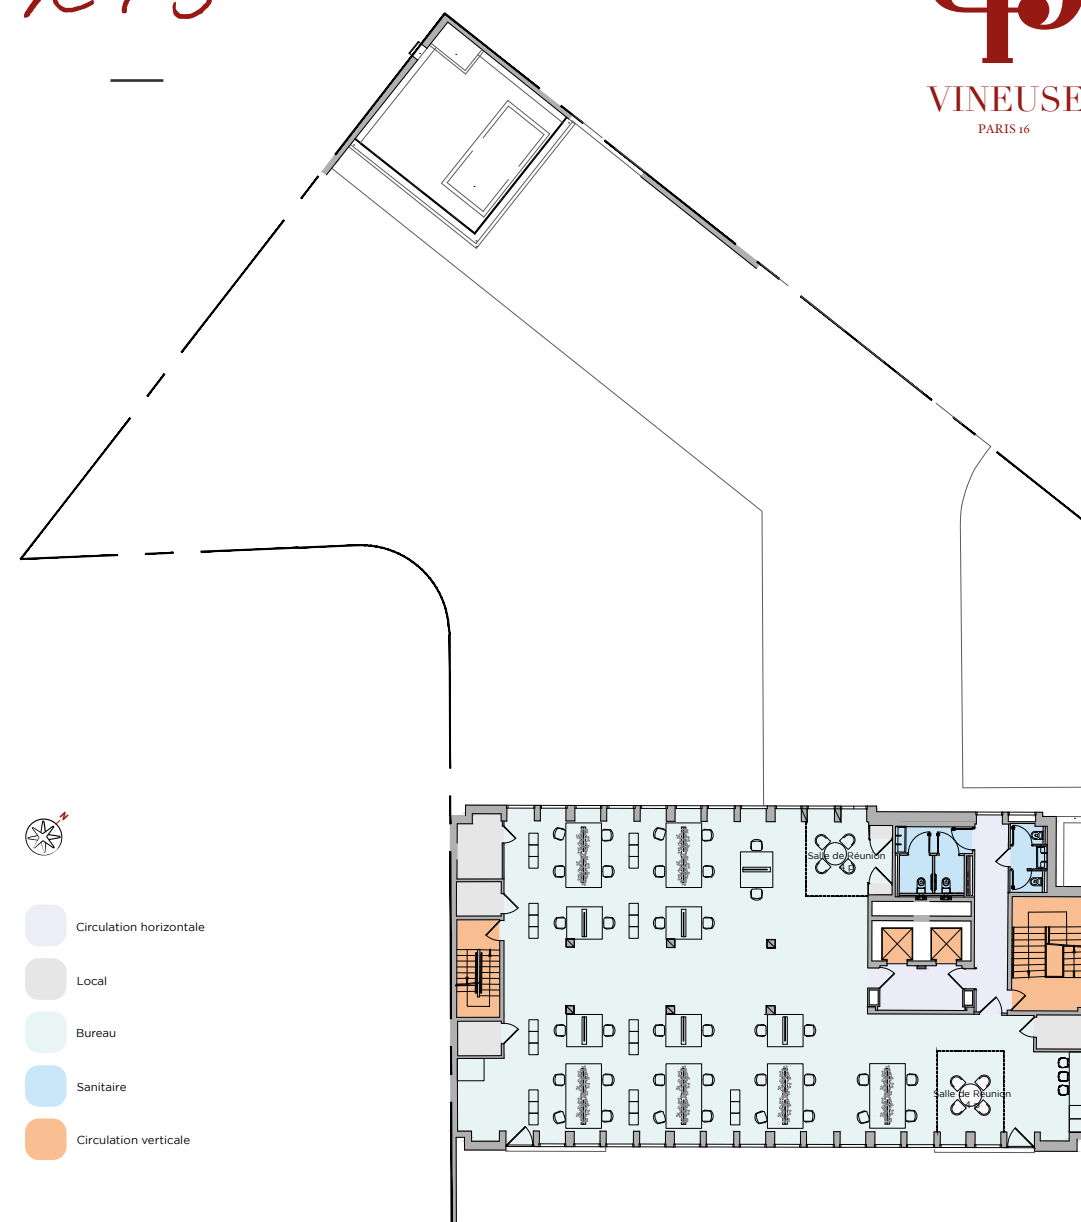 VINEUSE
PARIS 16
N
Salle de Réunion
Circulation horizontale
Local
Bureau
Sanitaire
Circulation verticale
Salle de Réunion